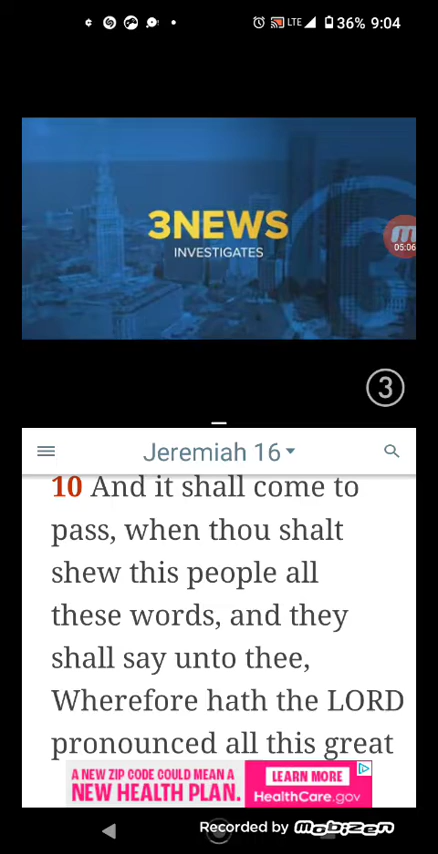 LTE 36% 9:04
3NEWS
INVESTIGATES
05:06
3
Jeremiah 16
10 And it shall come to
pass, when thou shalt
shew this people all
these words, and they
shall say unto thee,
Wherefore hath the LORD
pronounced all this great
A NEW ZIP CODE COULD MEAN A
NEW HEALTH PLAN.
LEARN MORE
HealthCare.gov
Recorded by mobizen